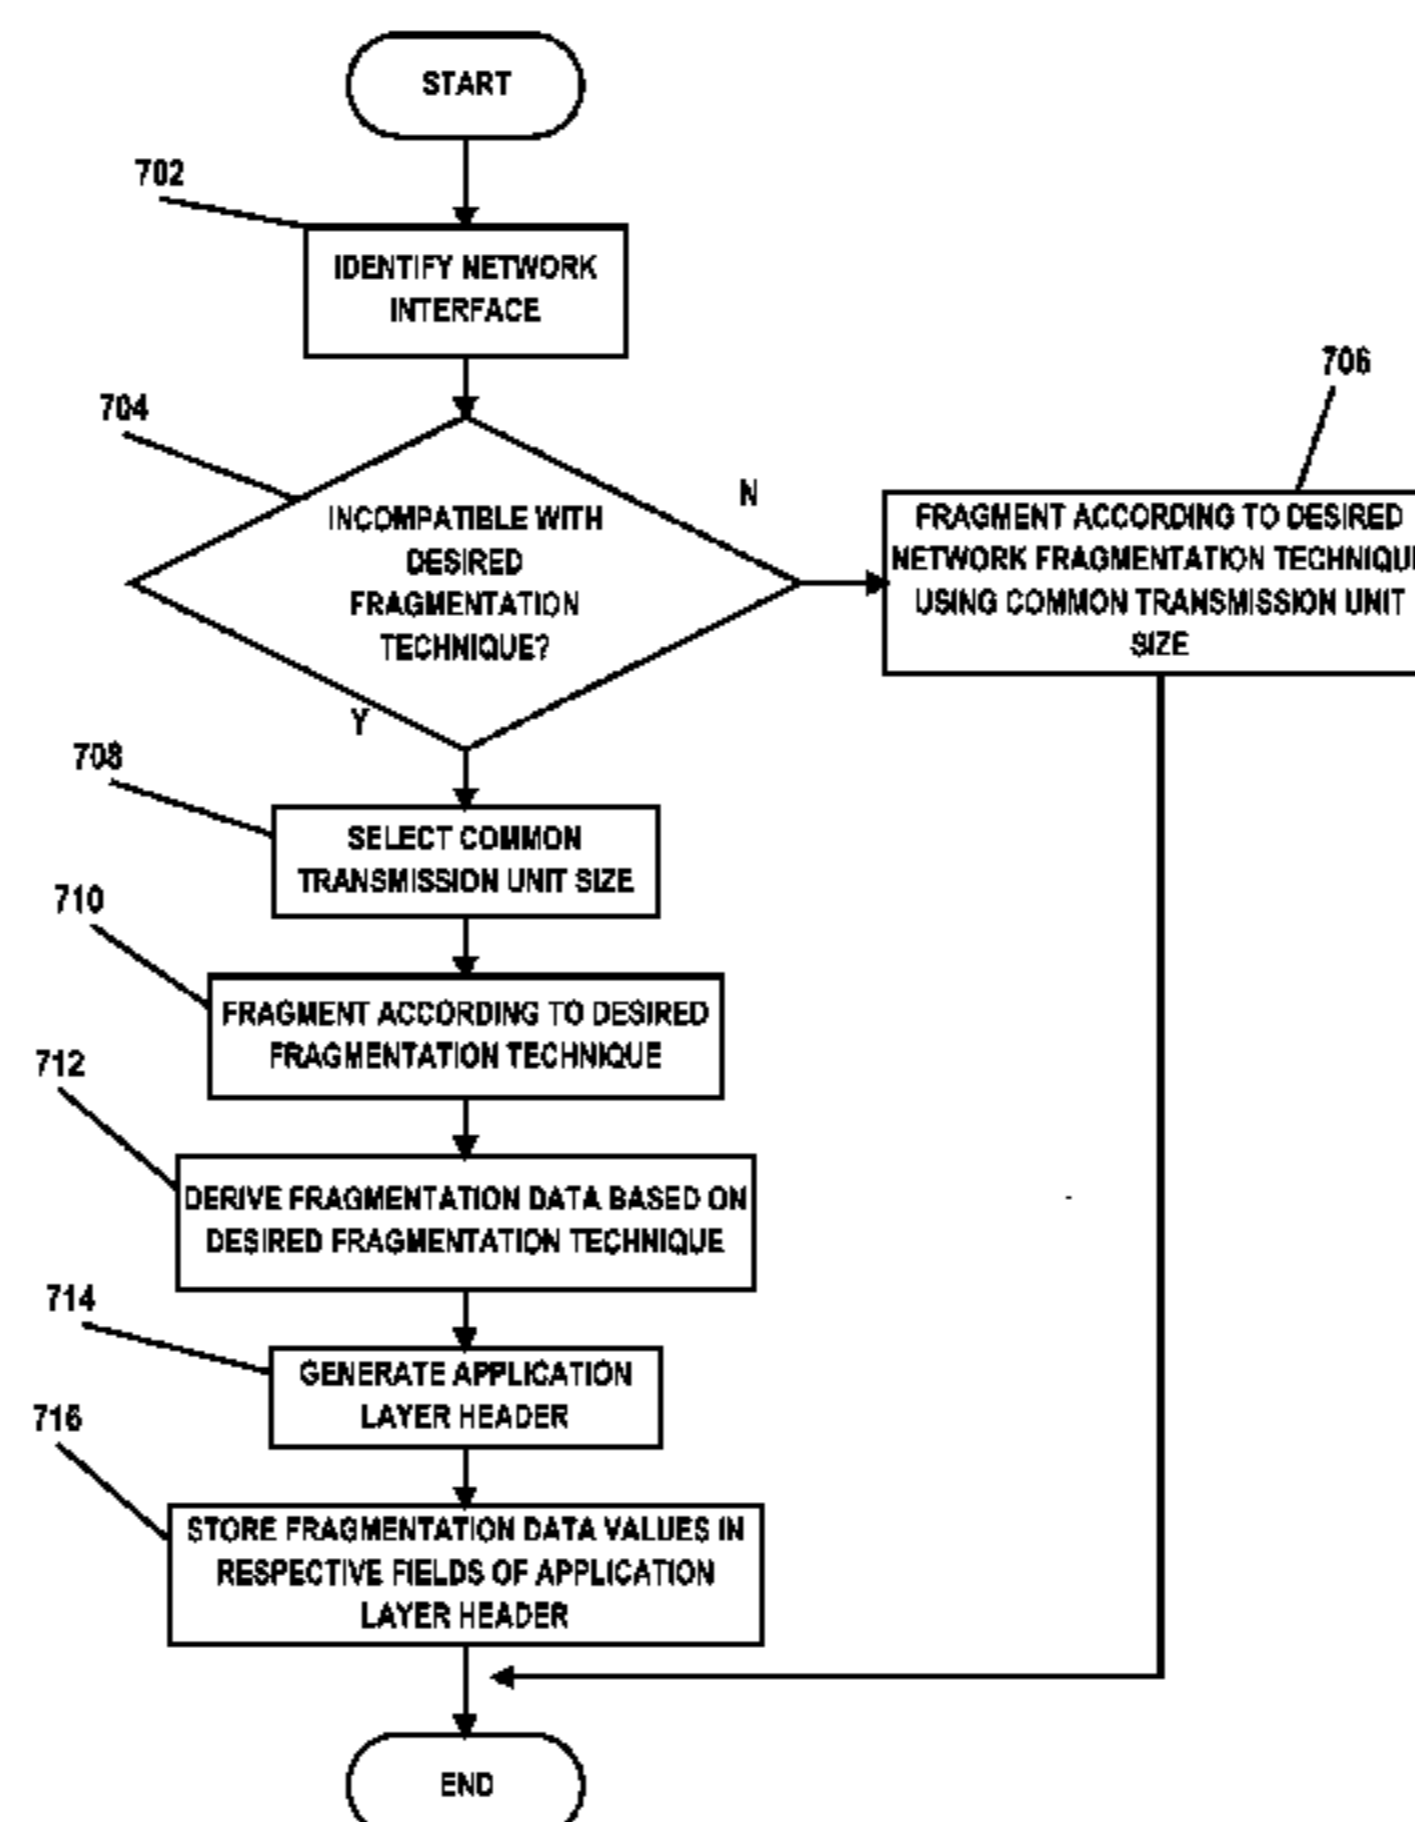 START
702
IDENTIFY NETWORK
INTERFACE
706
704
N
INCOMPATIBLE WITH
DESIRED
FRAGMENTATION
TECHNIQUE?
FRAGMENT ACCORDING TO DESIRED
NETWORK FRAGMENTATION TECHNIQUE
USING COMMON TRANSMISSION UNIT
SIZE
Y
708
SELECT COMMON
TRANSMISSION UNIT SIZE
710
FRAGMENT ACCORDING TO DESIRED
FRAGMENTATION TECHNIQUE
712
DERIVE FRAGMENTATION DATA BASED ON
DESIRED FRAGMENTATION TECHNIQUE
714
GENERATE APPLICATION
LAYER HEADER
716
STORE FRAGMENTATION DATA VALUES IN
RESPECTIVE FIELDS OF APPLICATION
LAYER HEADER
END